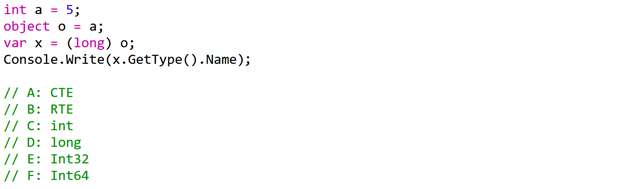 int a = 5;
object o = a;
var x = (long) o;
Console.Write(x.GetType().Name);
// A: CTE
// B: RTE
// C: int
// D: long
// E: Int32
// F: Int64